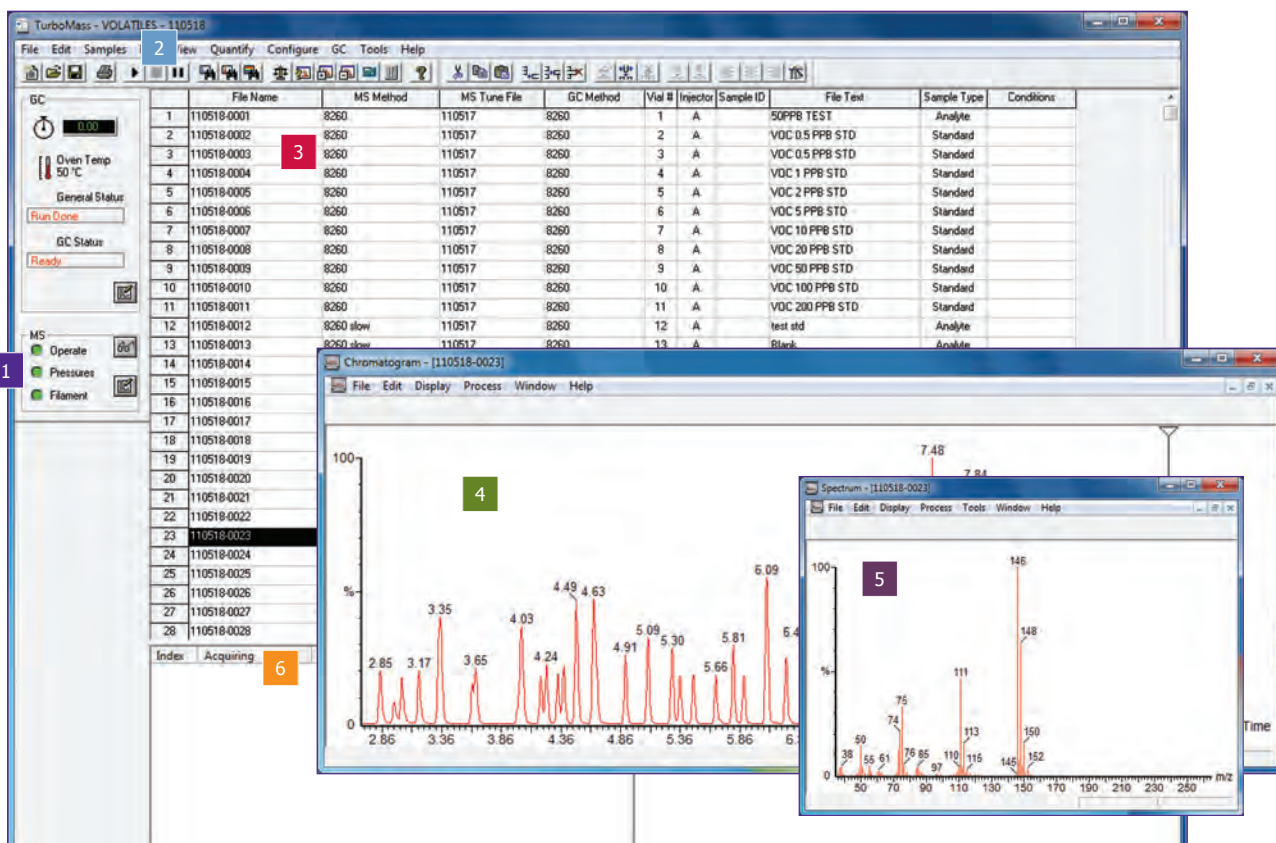 TurboMass - VOLATILES - 110518
2
File Edit Samples View Quantify Configure GC Tools Help
GC
0.00
Oven Temp
50 °C
General Status
Run Done
GC Status
Ready
MS
Operate
Pressures
Filament
1
File Name MS Method MS Tune File GC Method Vial # Injector Sample ID File Text Sample Type Conditions
1 110518-0001 8260 110517 8260 1 A 50PPB TEST Analyte
2 110518-0002 8260 110517 8260 2 A VOC 0.5 PPB STD Standard
3 110518-0003 8260 110517 8260 3 A VOC 0.5 PPB STD Standard
3
4 110518-0004 8260 110517 8260 4 A VOC 1 PPB STD Standard
5 110518-0005 8260 110517 8260 5 A VOC 2 PPB STD Standard
6 110518-0006 8260 110517 8260 6 A VOC 5 PPB STD Standard
7 110518-0007 8260 110517 8260 7 A VOC 10 PPB STD Standard
8 110518-0008 8260 110517 8260 8 A VOC 20 PPB STD Standard
9 110518-0009 8260 110517 8260 9 A VOC 50 PPB STD Standard
10 110518-0010 8260 110517 8260 10 A VOC 100 PPB STD Standard
11 110518-0011 8260 110517 8260 11 A VOC 200 PPB STD Standard
12 110518-0012 8260 slow 110517 8260 12 A test std Analyte
13 110518-0013 8260 slow 110517 8260 13 A Blank Analyte
14 110518-0014
15 110518-0015
16 110518-0016
17 110518-0017
18 110518-0018
19 110518-0019
20 110518-0020
21 110518-0021
22 110518-0022
23 110518-0023
24 110518-0024
25 110518-0025
26 110518-0026
27 110518-0027
28 110518-0028
Index Acquiring
6
Chromatogram - [110518-0023]
File Edit Display Process Window Help
4
100
%
0
2.85 3.17 3.35 3.65 4.03 4.24 4.49 4.63 4.91 5.09 5.30 5.66 5.81 6.09 6.4 7.48 7.84
2.86 3.36 3.86 4.36 4.86 5.36 5.86 6.3
Time
Spectrum - [110518-0023]
File Edit Display Process Tools Window Help
5
100
%
0
38 50 55 61 74 75 76 85 97 110 111 113 115 145 146 148 150 152
50 70 90 110 130 150 170 190 210 230 250
m/z